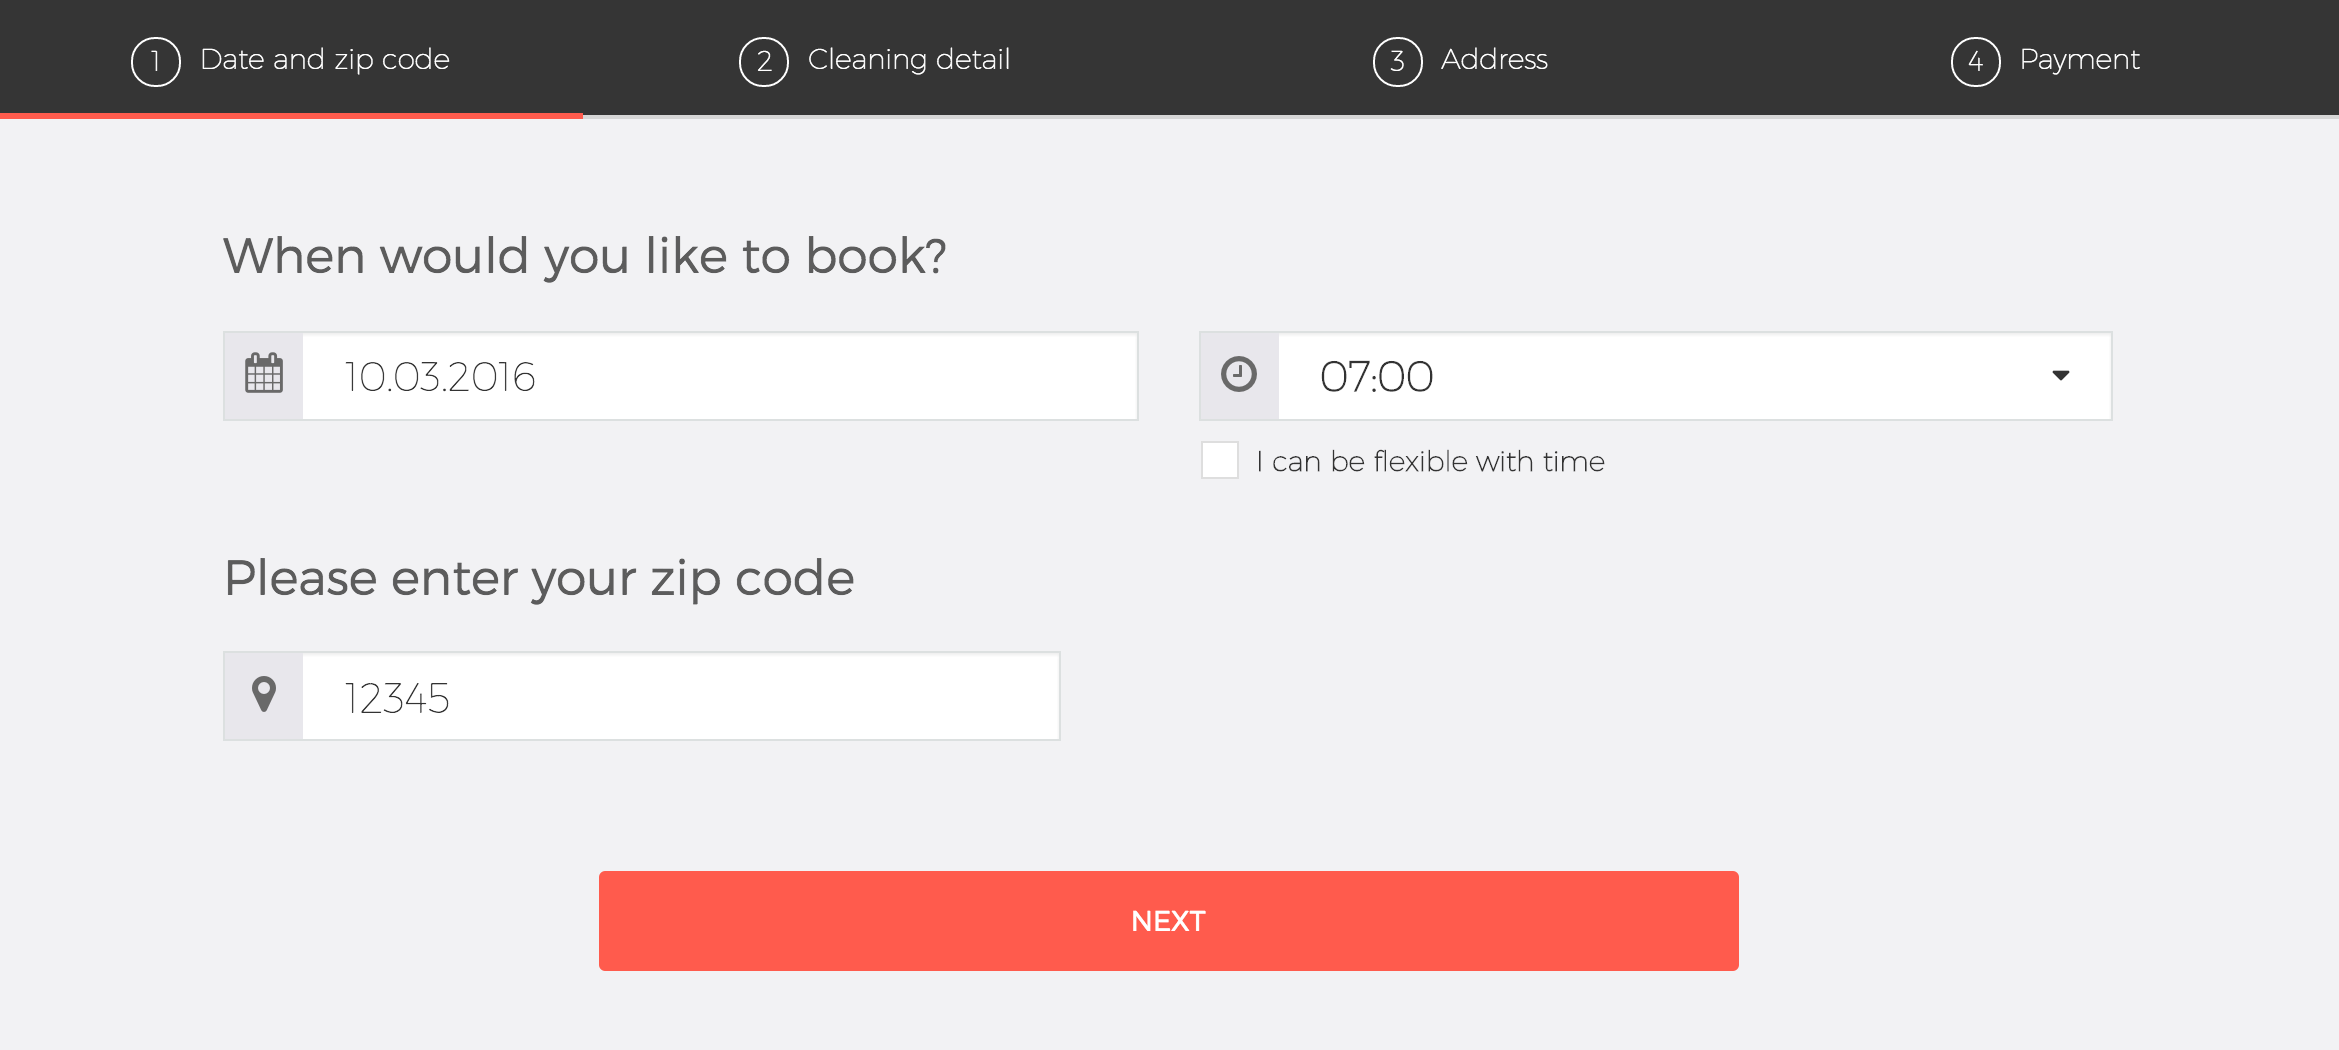 1 Date and zip code
2 Cleaning detail
3 Address
4 Payment
When would you like to book?
10.03.2016
07:00
I can be flexible with time
Please enter your zip code
12345
NEXT